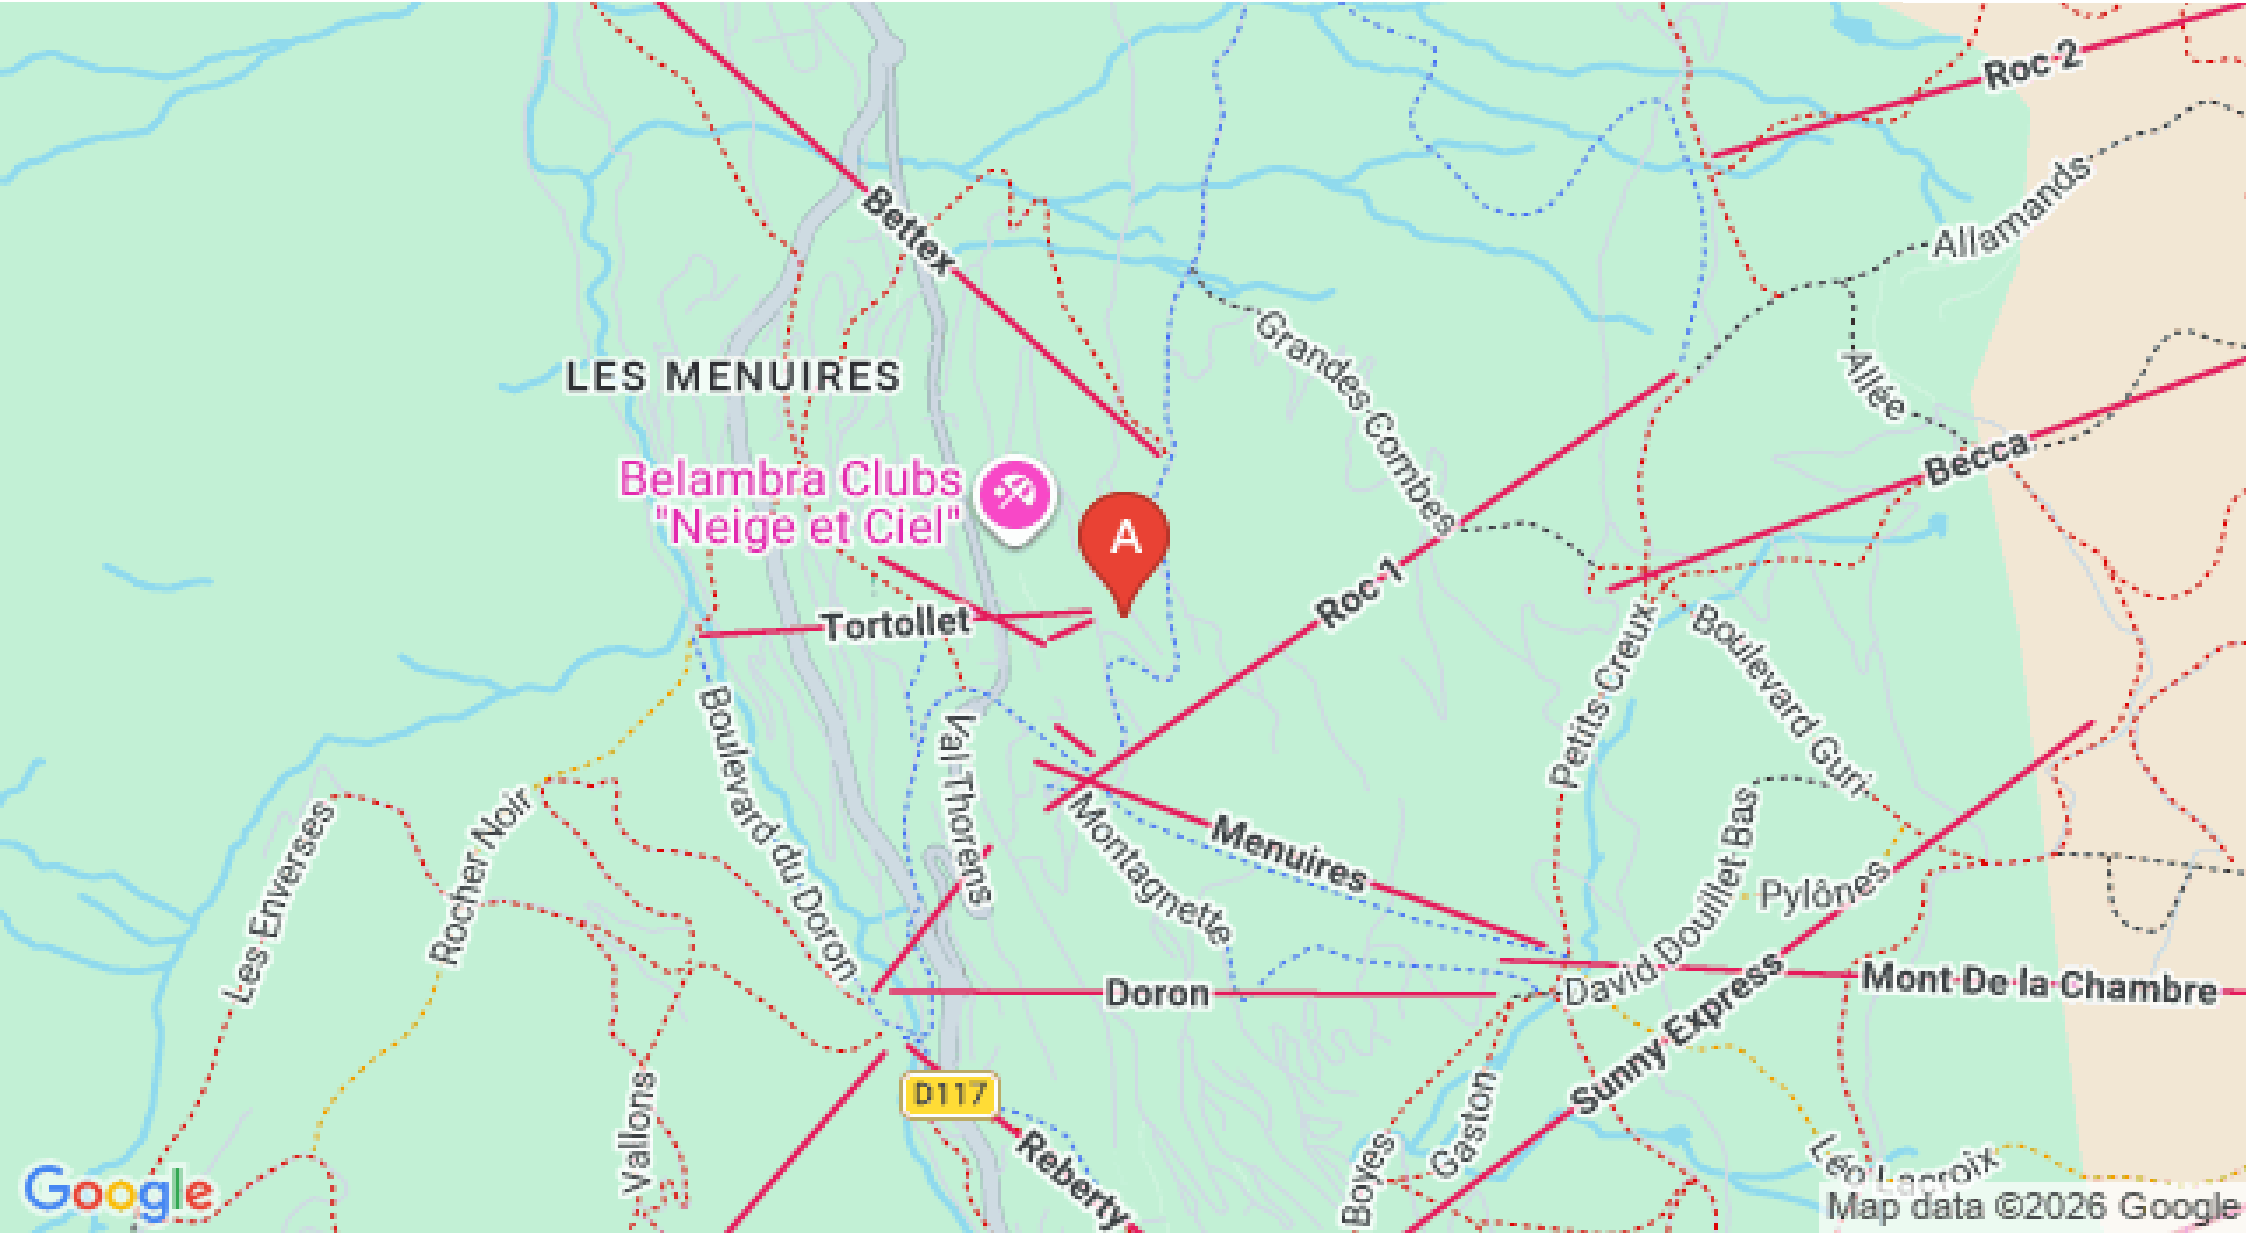 Roc 2
Allamands
Bettex
Grandes Combes
Allée
LES MENUIRES
Becca
Belambra Clubs
"Neige et Ciel"
A
Roc 1
Tortollet
Petits Creux
Boulevard Guri
Boulevard du Doron
Val Thorens
Montagnette
Menuires
David Douillet Bas
Pylônes
Les Enverses
Rocher Noir
Doron
Mont De la Chambre
Sunny Express
D117
Vallons
Reberty
Boyes
Gaston
Léo Lacroix
Google
Map data ©2026 Google